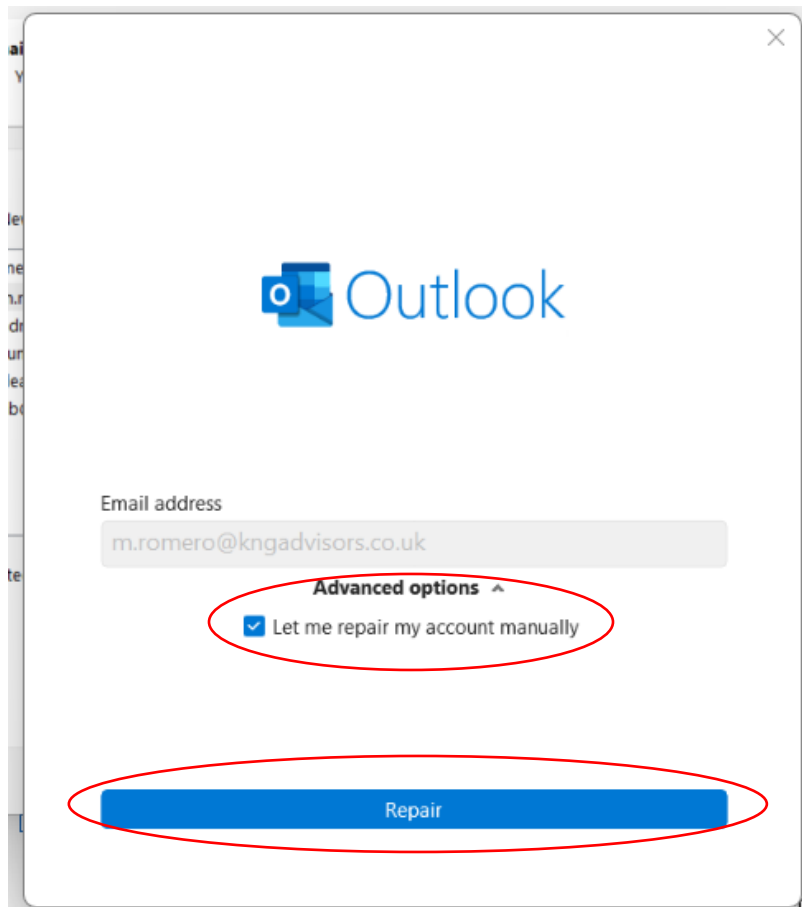 Outlook
Email address
m.romero@kngadvisors.co.uk
Advanced options
Let me repair my account manually
Repair